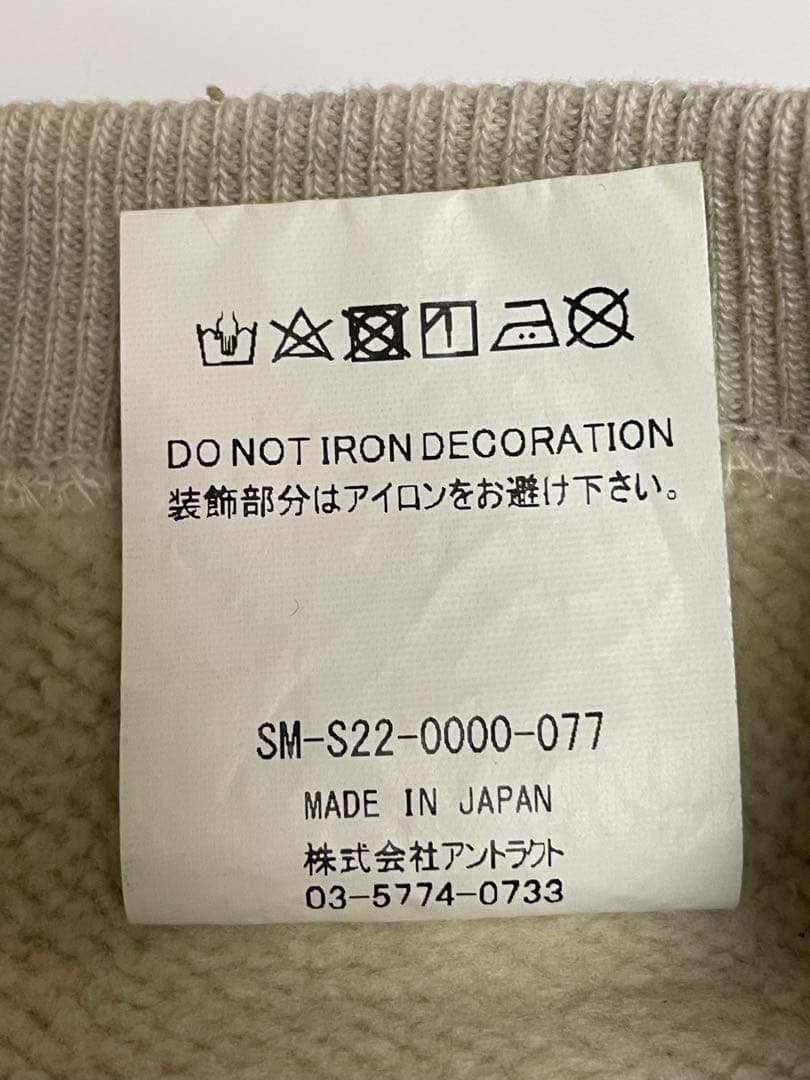 DO NOT IRON DECORATION
装飾部分はアイロンをお避け下さい。
SM-S22-0000-077
MADE IN JAPAN
株式会社アントラクト
03-5774-0733